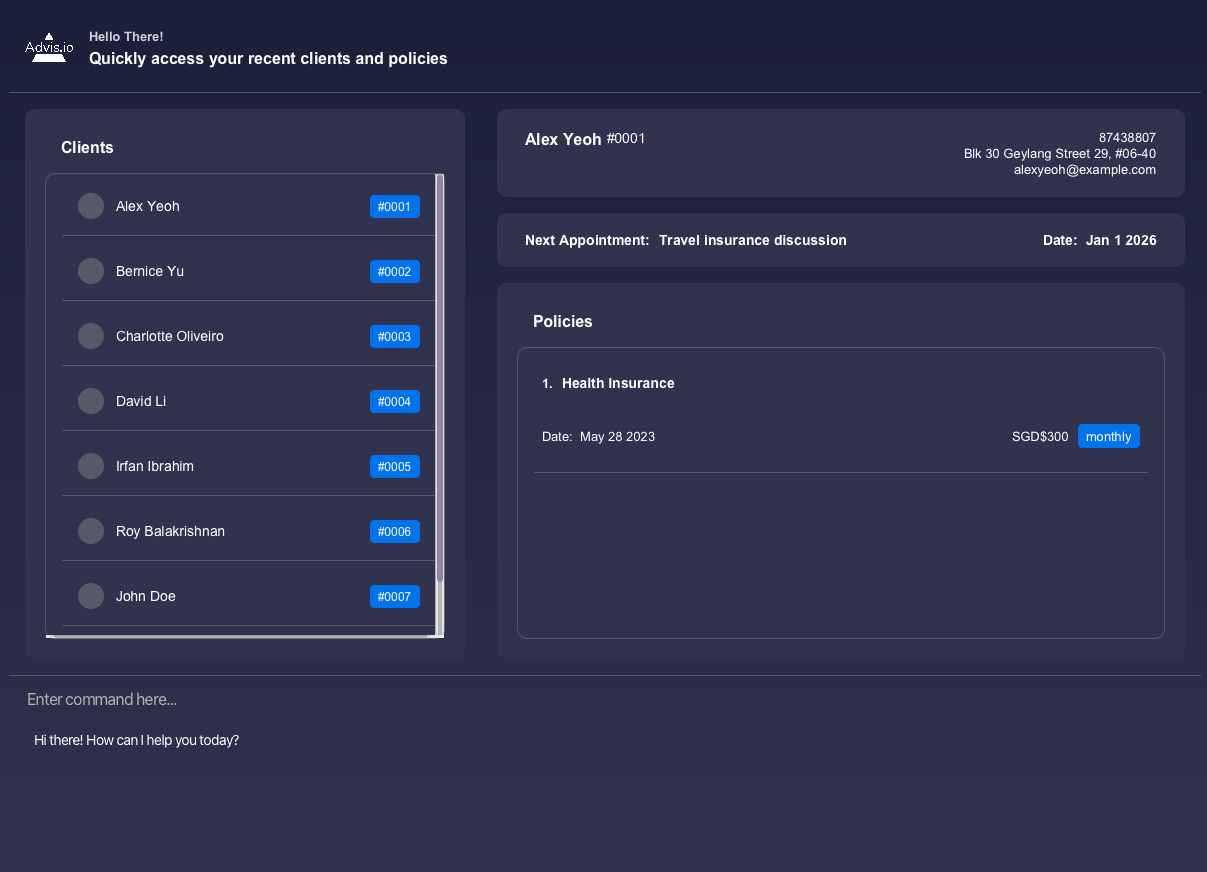 Advis.io
Hello There!
Quickly access your recent clients and policies
Clients
Alex Yeoh #0001
Bernice Yu #0002
Charlotte Oliveiro #0003
David Li #0004
Irfan Ibrahim #0005
Roy Balakrishnan #0006
John Doe #0007
Alex Yeoh #0001
87438807
Blk 30 Geylang Street 29, #06-40
alexyeoh@example.com
Next Appointment: Travel insurance discussion Date: Jan 1 2026
Policies
1. Health Insurance
Date: May 28 2023 SGD$300 monthly
Enter command here...
Hi there! How can I help you today?